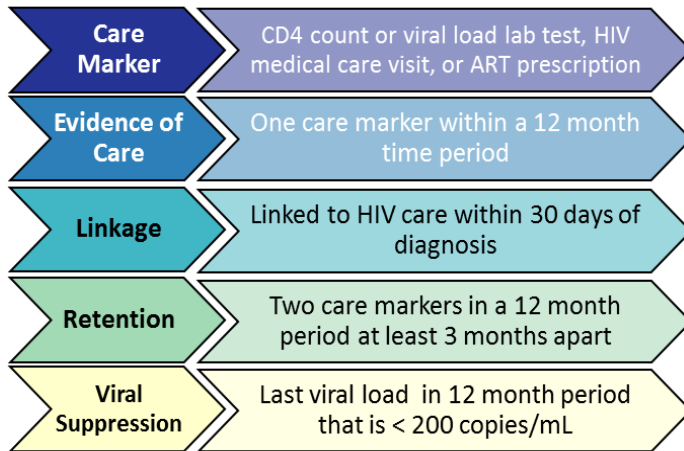 Care
Marker
CD4 count or viral load lab test, HIV
medical care visit, or ART prescription
Evidence of
Care
One care marker within a 12 month
time period
Linkage
Linked to HIV care within 30 days of
diagnosis
Retention
Two care markers in a 12 month
period at least 3 months apart
Viral
Suppression
Last viral load in 12 month period
that is < 200 copies/mL